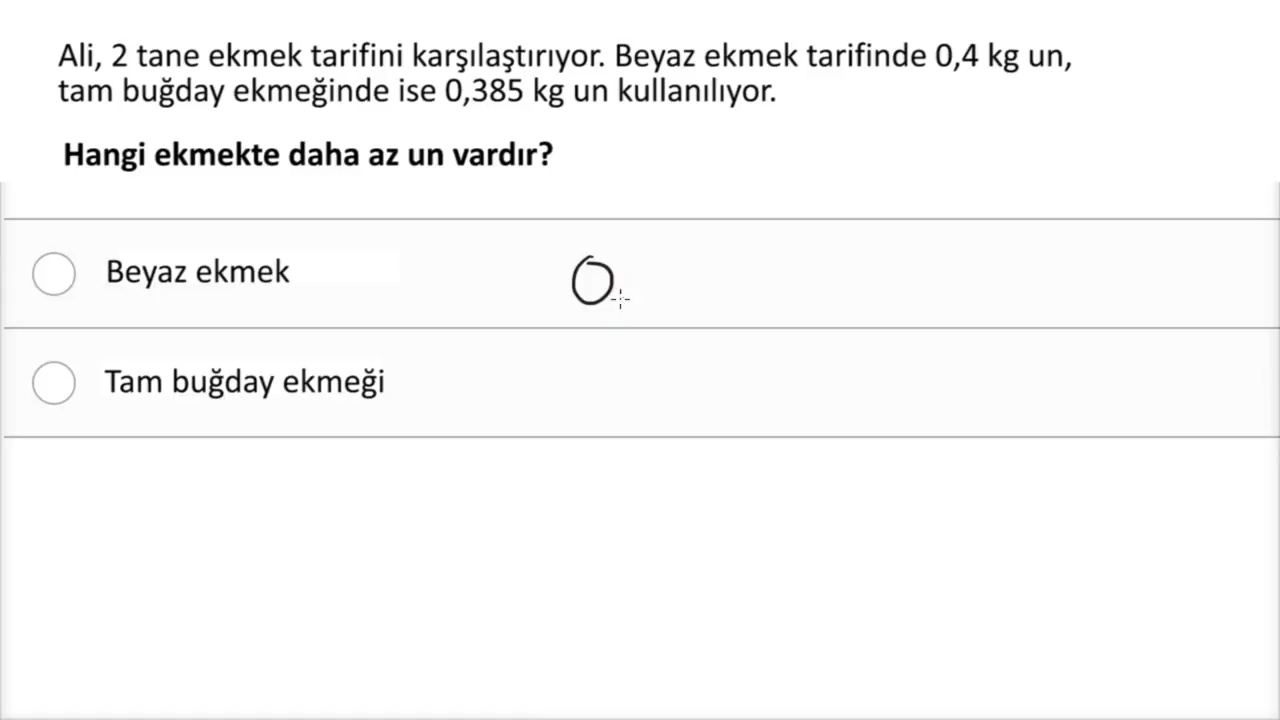 Ali, 2 tane ekmek tarifini karşılaştırıyor. Beyaz ekmek tarifinde 0,4 kg un,
tam buğday ekmeğinde ise 0,385 kg un kullanılıyor.
Hangi ekmekte daha az un vardır?
Beyaz ekmek
0
Tam buğday ekmeği